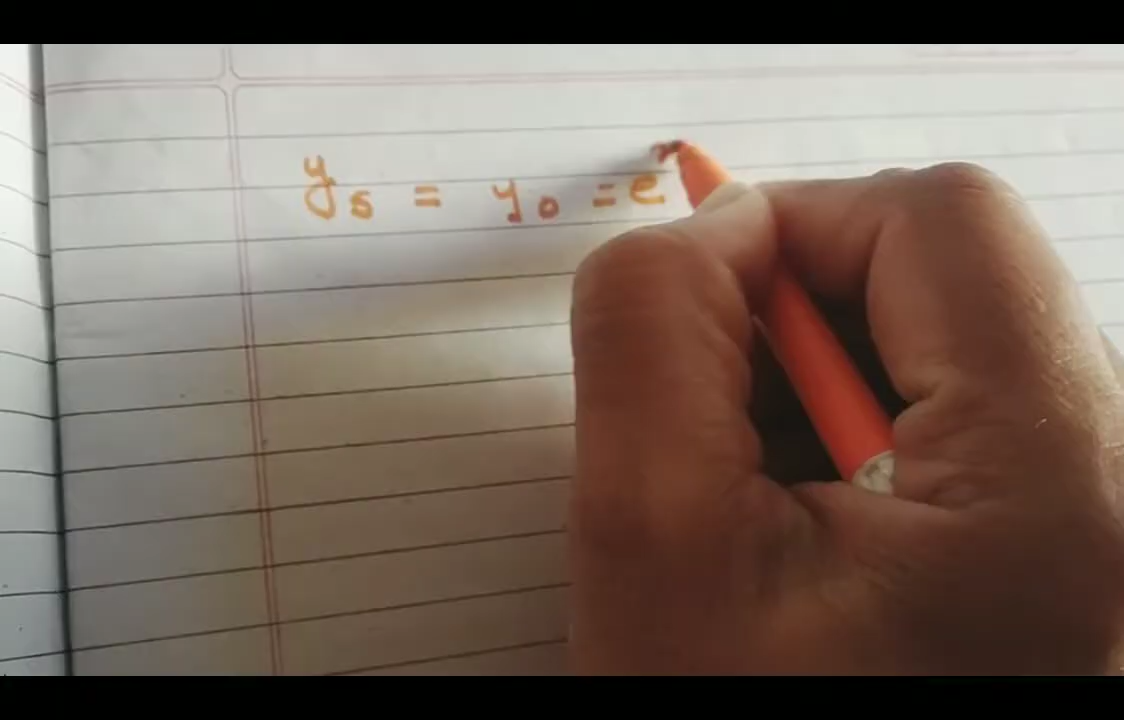 y₅ = y₀ = e